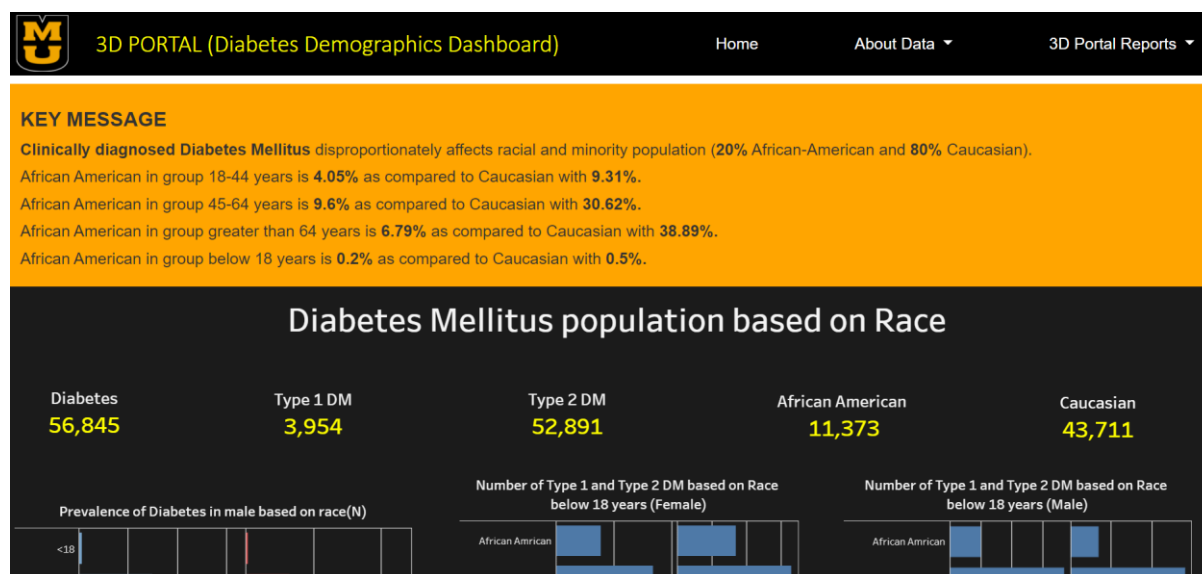 MU
3D PORTAL (Diabetes Demographics Dashboard)
Home
About Data
3D Portal Reports
KEY MESSAGE
Clinically diagnosed Diabetes Mellitus disproportionately affects racial and minority population (20% African-American and 80% Caucasian).
African American in group 18-44 years is 4.05% as compared to Caucasian with 9.31%.
African American in group 45-64 years is 9.6% as compared to Caucasian with 30.62%.
African American in group greater than 64 years is 6.79% as compared to Caucasian with 38.89%.
African American in group below 18 years is 0.2% as compared to Caucasian with 0.5%.
Diabetes Mellitus population based on Race
Diabetes
56,845
Type 1 DM
3,954
Type 2 DM
52,891
African American
11,373
Caucasian
43,711
Prevalence of Diabetes in male based on race(N)
<18
Number of Type 1 and Type 2 DM based on Race
below 18 years (Female)
African Amrican
Number of Type 1 and Type 2 DM based on Race
below 18 years (Male)
African Amrican